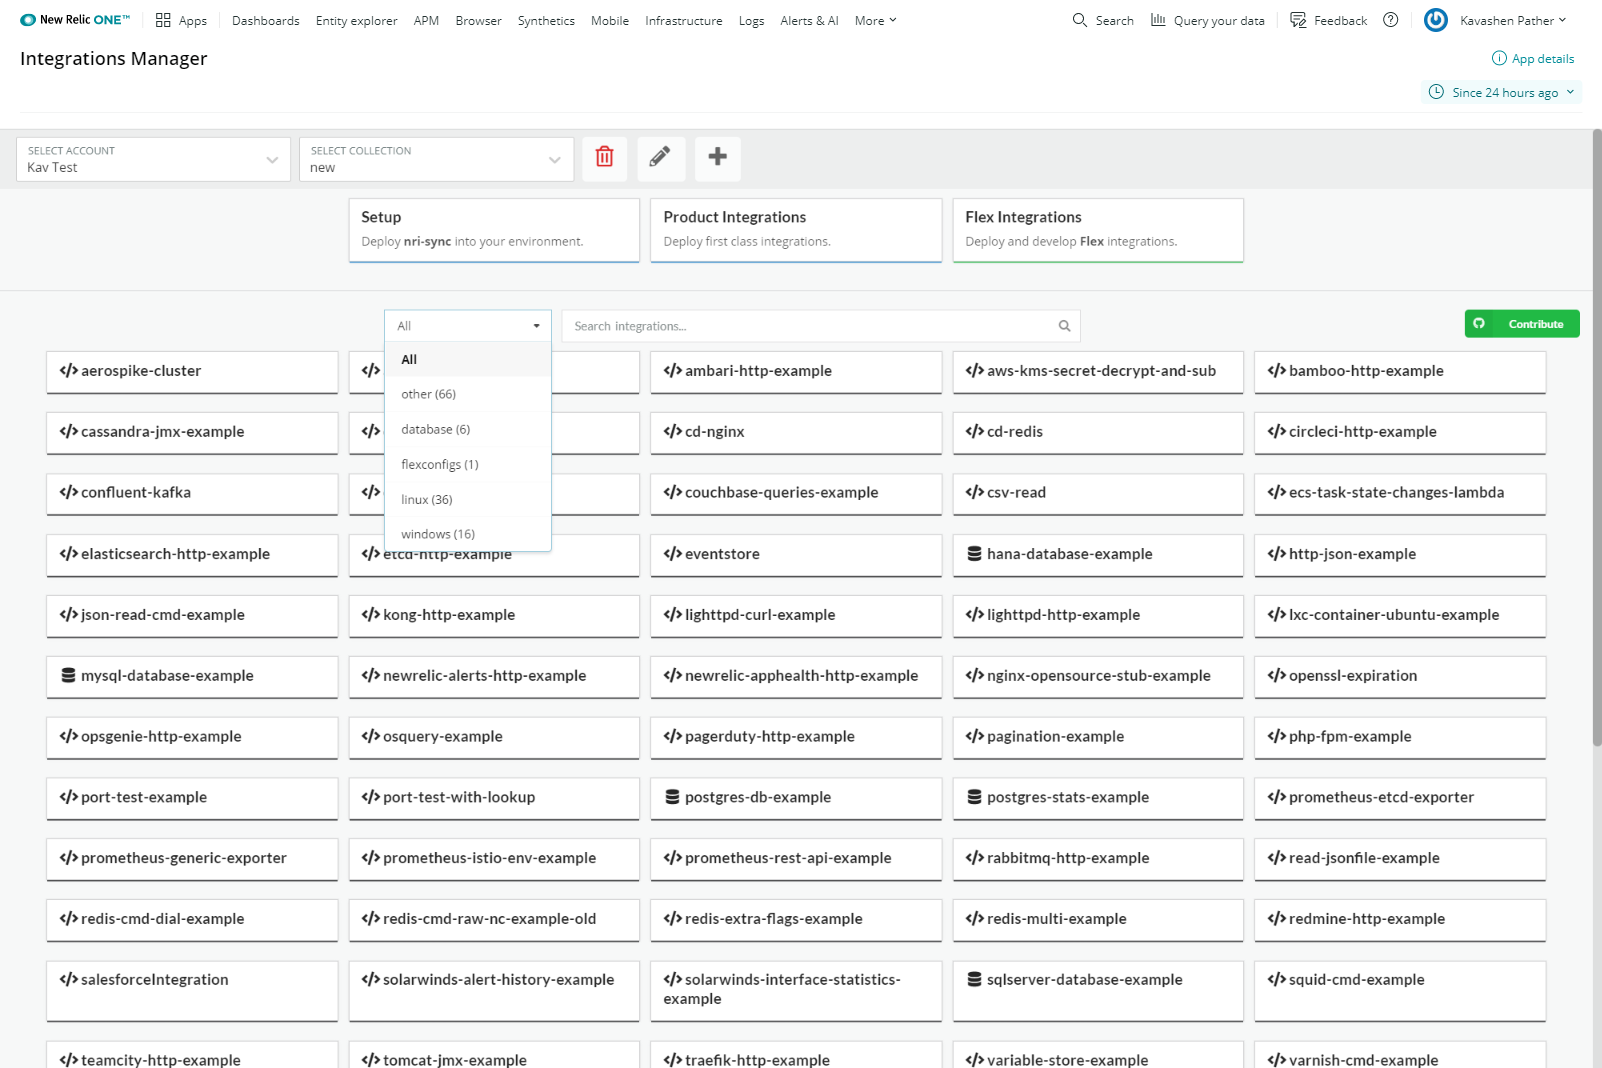 New Relic ONE™ Apps Dashboards Entity explorer APM Browser Synthetics Mobile Infrastructure Logs Alerts & AI More Search Query your data Feedback Kavashen Pather
Integrations Manager
App details
Since 24 hours ago
SELECT ACCOUNT
Kav Test
SELECT COLLECTION
new
Setup
Deploy nri-sync into your environment.
Product Integrations
Deploy first class integrations.
Flex Integrations
Deploy and develop Flex integrations.
All
Search integrations...
Contribute
All
other (66)
database (6)
flexconfigs (1)
linux (36)
windows (16)
aerospike-cluster
ambari-http-example
aws-kms-secret-decrypt-and-sub
bamboo-http-example
cassandra-jmx-example
cd-nginx
cd-redis
circleci-http-example
confluent-kafka
couchbase-queries-example
csv-read
ecs-task-state-changes-lambda
elasticsearch-http-example
etcd-http-example
eventstore
hana-database-example
http-json-example
json-read-cmd-example
kong-http-example
lighttpd-curl-example
lighttpd-http-example
lxc-container-ubuntu-example
mysql-database-example
newrelic-alerts-http-example
newrelic-apphealth-http-example
nginx-opensource-stub-example
openssl-expiration
opsgenie-http-example
osquery-example
pagerduty-http-example
pagination-example
php-fpm-example
port-test-example
port-test-with-lookup
postgres-db-example
postgres-stats-example
prometheus-etcd-exporter
prometheus-generic-exporter
prometheus-istio-env-example
prometheus-rest-api-example
rabbitmq-http-example
read-jsonfile-example
redis-cmd-dial-example
redis-cmd-raw-nc-example-old
redis-extra-flags-example
redis-multi-example
redmine-http-example
salesforceIntegration
solarwinds-alert-history-example
solarwinds-interface-statistics-
example
sqlserver-database-example
squid-cmd-example
teamcity-http-example
tomcat-jmx-example
traefik-http-example
variable-store-example
varnish-cmd-example